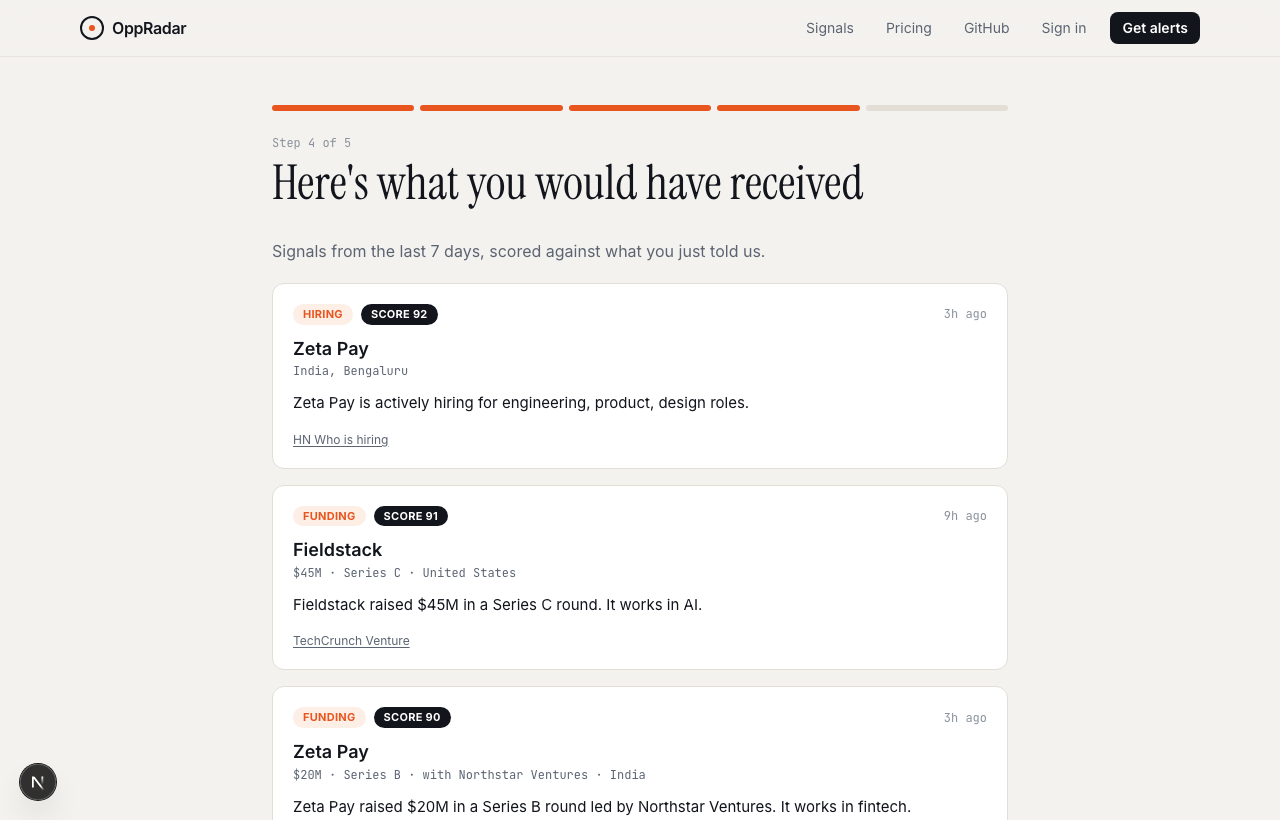 OppRadar
Signals
Pricing
GitHub
Sign in
Get alerts
Step 4 of 5
Here's what you would have received
Signals from the last 7 days, scored against what you just told us.
HIRING
SCORE 92
3h ago
Zeta Pay
India, Bengaluru
Zeta Pay is actively hiring for engineering, product, design roles.
HN Who is hiring
FUNDING
SCORE 91
9h ago
Fieldstack
$45M · Series C · United States
Fieldstack raised $45M in a Series C round. It works in AI.
TechCrunch Venture
FUNDING
SCORE 90
3h ago
Zeta Pay
$20M · Series B · with Northstar Ventures · India
Zeta Pay raised $20M in a Series B round led by Northstar Ventures. It works in fintech.
N